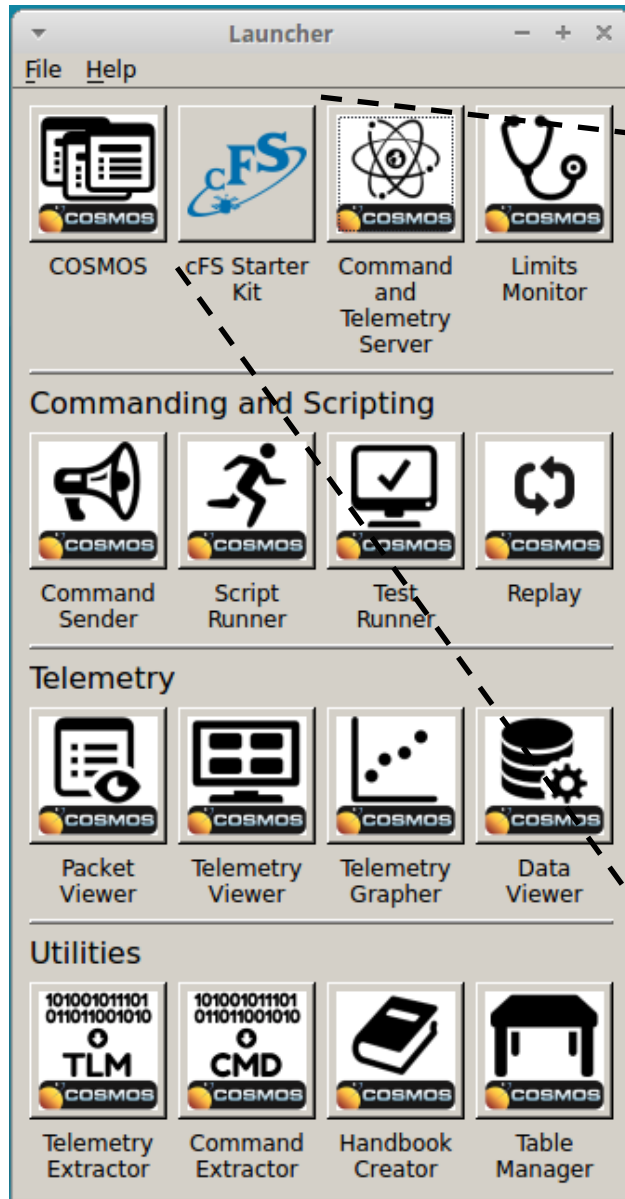 Launcher
File Help
COSMOS
cFS
COSMOS
COSMOS
COSMOS
cFS Starter
Kit
Command
and
Telemetry
Server
Limits
Monitor
Commanding and Scripting
COSMOS
COSMOS
COSMOS
COSMOS
Command
Sender
Script
Runner
Test
Runner
Replay
Telemetry
COSMOS
COSMOS
COSMOS
COSMOS
Packet
Viewer
Telemetry
Viewer
Telemetry
Grapher
Data
Viewer
Utilities
101001011101
011011001010
TLM
COSMOS
101001011101
011011001010
CMD
COSMOS
COSMOS
COSMOS
Telemetry
Extractor
Command
Extractor
Handbook
Creator
Table
Manager